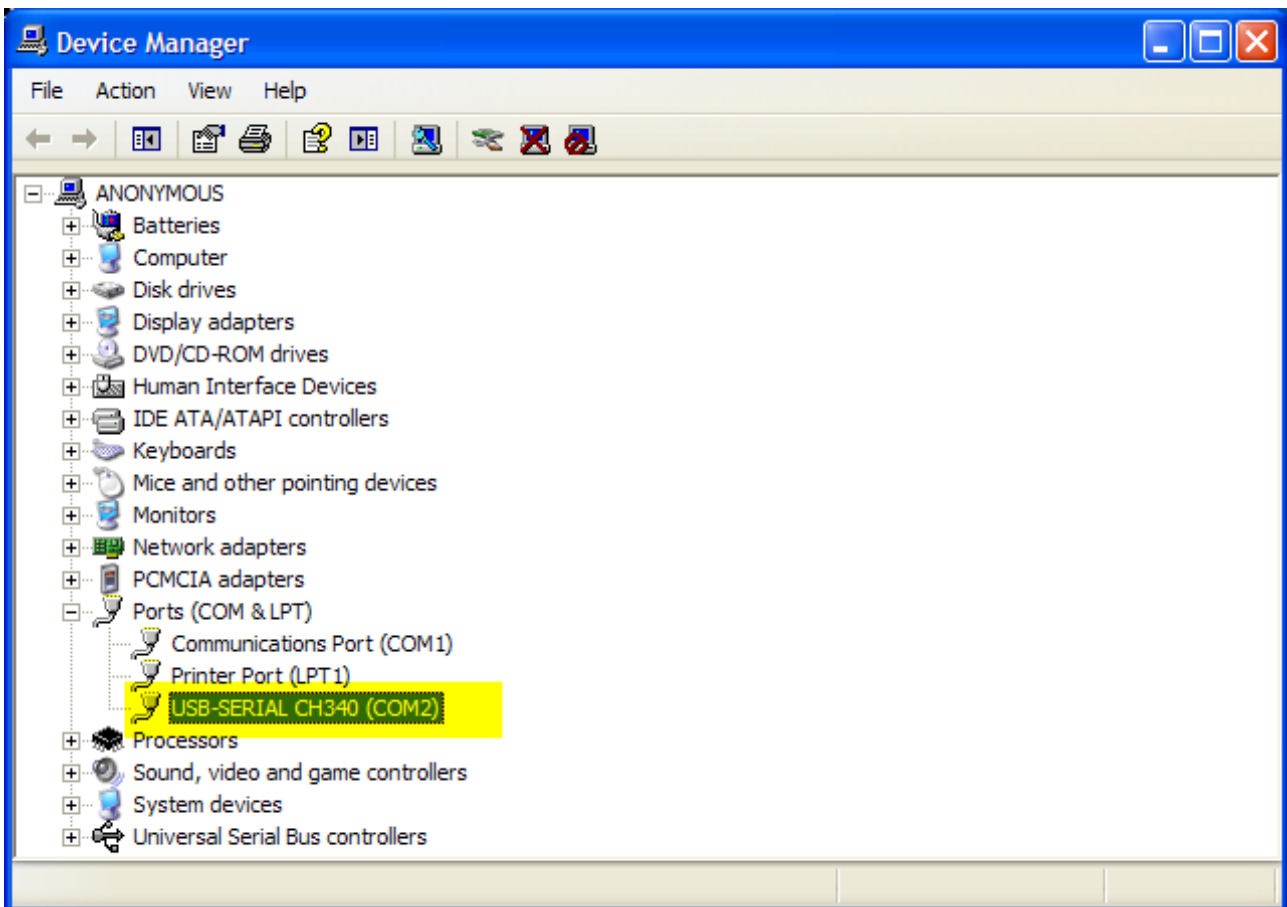 Device Manager
File Action View Help
ANONYMOUS
Batteries
Computer
Disk drives
Display adapters
DVD/CD-ROM drives
Human Interface Devices
IDE ATA/ATAPI controllers
Keyboards
Mice and other pointing devices
Monitors
Network adapters
PCMCIA adapters
Ports (COM & LPT)
Communications Port (COM1)
Printer Port (LPT1)
USB-SERIAL CH340 (COM2)
Processors
Sound, video and game controllers
System devices
Universal Serial Bus controllers